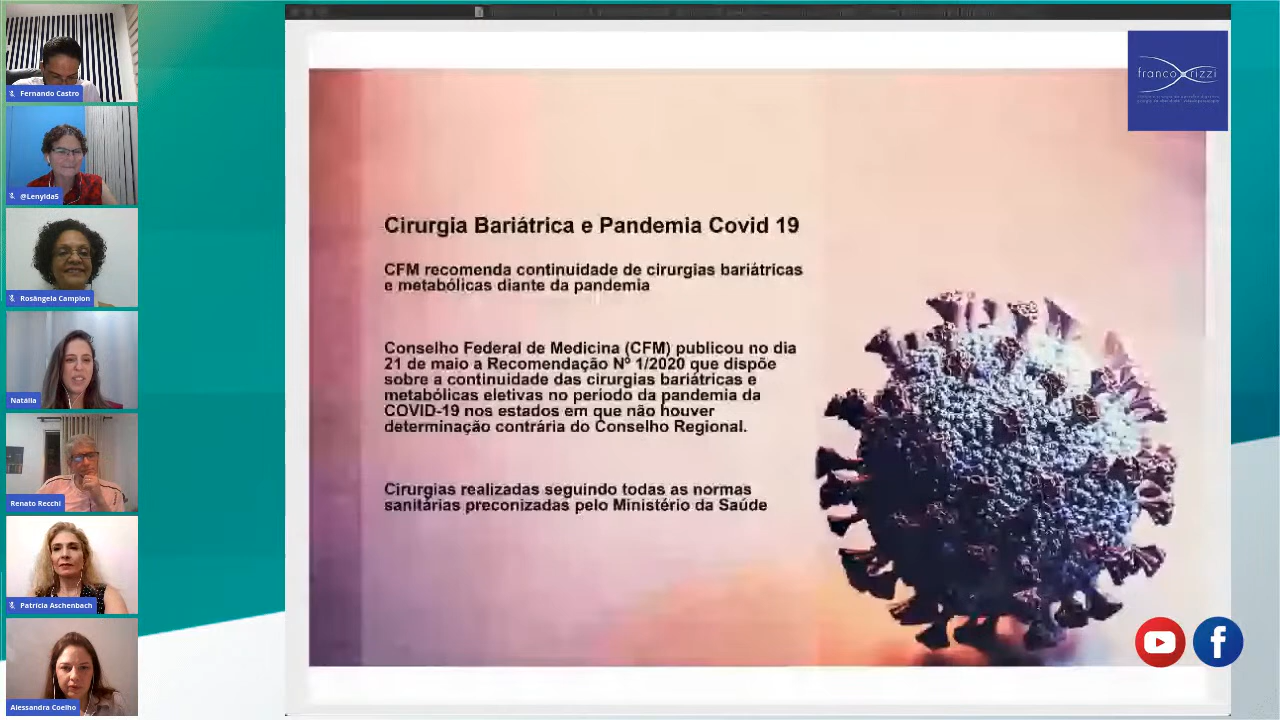 Fernando Castro
@Lenylda5
Rosângela Campion
Natália
Renato Recchi
Patrícia Aschenbach
Alessandra Coelho
franco rizzi
Cirurgia Bariátrica e Pandemia Covid 19
CFM recomenda continuidade de cirurgias bariátricas
e metabólicas diante da pandemia
Conselho Federal de Medicina (CFM) publicou no dia
21 de maio a Recomendação Nº 1/2020 que dispõe
sobre a continuidade das cirurgias bariátricas e
metabólicas eletivas no período da pandemia da
COVID-19 nos estados em que não houver
determinação contrária do Conselho Regional.
Cirurgias realizadas seguindo todas as normas
sanitárias preconizadas pelo Ministério da Saúde